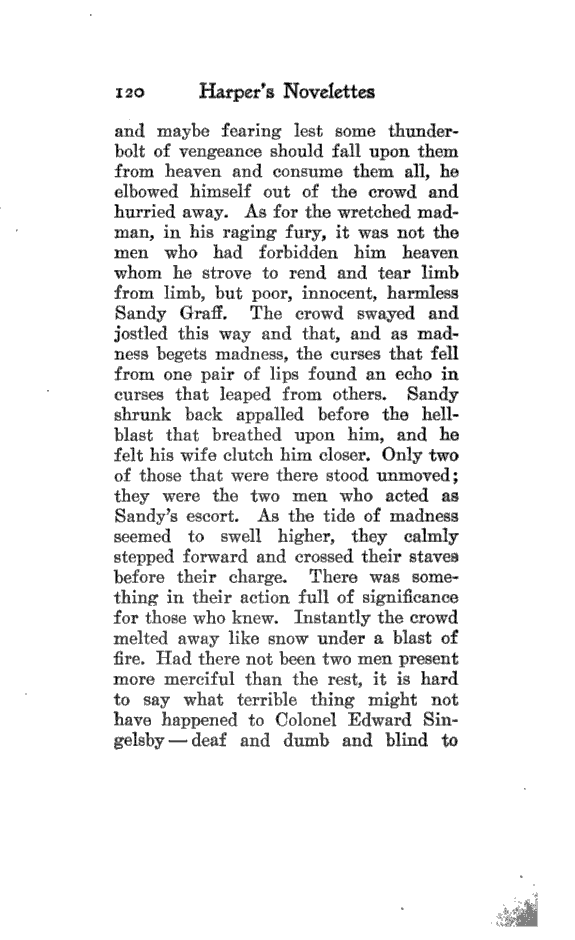 120 Harper's Novelettes
and maybe fearing lest some thunder-
bolt of vengeance should fall upon them
from heaven and consume them all, he
elbowed himself out of the crowd and
hurried away. As for the wretched mad-
man, in his raging fury, it was not the
men who had forbidden him heaven
whom he strove to rend and tear limb
from limb, but poor, innocent, harmless
Sandy Graff. The crowd swayed and
jostled this way and that, and as mad-
ness begets madness, the curses that fell
from one pair of lips found an echo in
curses that leaped from others. Sandy
shrunk back appalled before the hell-
blast that breathed upon him, and he
felt his wife clutch him closer. Only two
of those that were there stood unmoved;
they were the two men who acted as
Sandy's escort. As the tide of madness
seemed to swell higher, they calmly
stepped forward and crossed their staves
before their charge. There was some-
thing in their action full of significance
for those who knew. Instantly the crowd
melted away like snow under a blast of
fire. Had there not been two men present
more merciful than the rest, it is hard
to say what terrible thing might not
have happened to Colonel Edward Sin-
gelsby — deaf and dumb and blind to